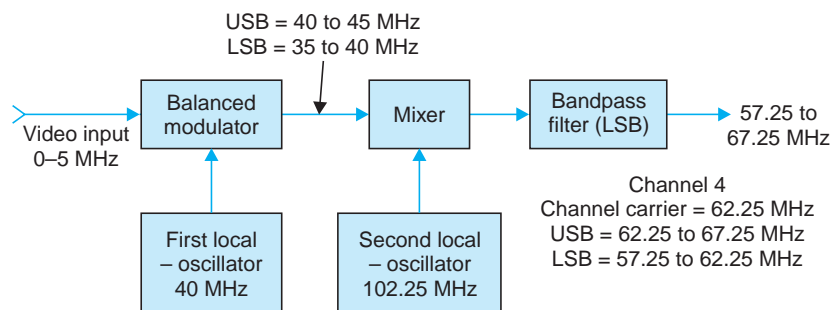 USB = 40 to 45 MHz
LSB = 35 to 40 MHz
Video input
0–5 MHz
Balanced
modulator
Mixer
Bandpass
filter (LSB)
57.25 to
67.25 MHz
First local
– oscillator
40 MHz
Second local
– oscillator
102.25 MHz
Channel 4
Channel carrier = 62.25 MHz
USB = 62.25 to 67.25 MHz
LSB = 57.25 to 62.25 MHz